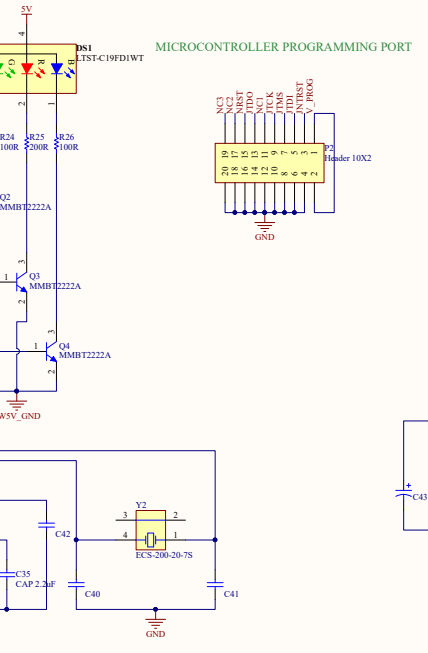 5V
4
DS1
LTST-C19FD1WT
G
R
B
2
1
R24
100R
R25
200R
R26
100R
Q2
MMBT2222A
3
1
Q3
MMBT2222A
2
3
1
Q4
MMBT2222A
2
W5V_GND
MICROCONTROLLER PROGRAMMING PORT
NC3
NC2
NRST
JTDO
NC1
JTCK
JTMS
JTDI
JNTRST
V_PROG
19 17 15 13 11 9 7 5 3 1
20 18 16 14 12 10 8 6 4 2
P2
Header 10X2
GND
C42
C35
CAP 2.2uF
C40
Y2
3
2
4
1
ECS-200-20-7S
C41
GND
C43